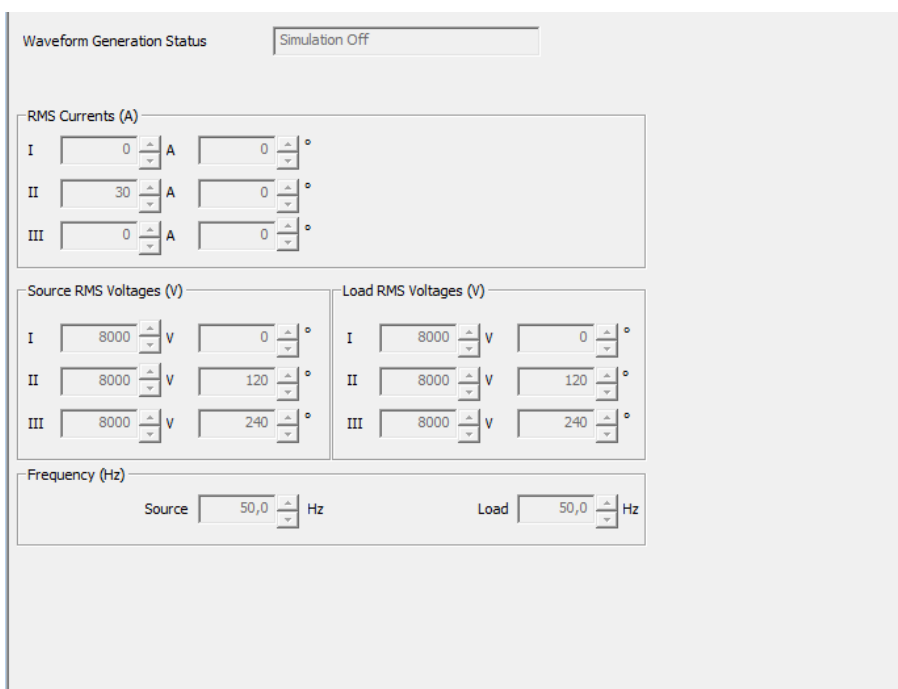 Waveform Generation Status Simulation Off
RMS Currents (A)
I 0 A 0 °
II 30 A 0 °
III 0 A 0 °
Source RMS Voltages (V) Load RMS Voltages (V)
I 8000 V 0 ° I 8000 V 0 °
II 8000 V 120 ° II 8000 V 120 °
III 8000 V 240 ° III 8000 V 240 °
Frequency (Hz)
Source 50,0 Hz Load 50,0 Hz